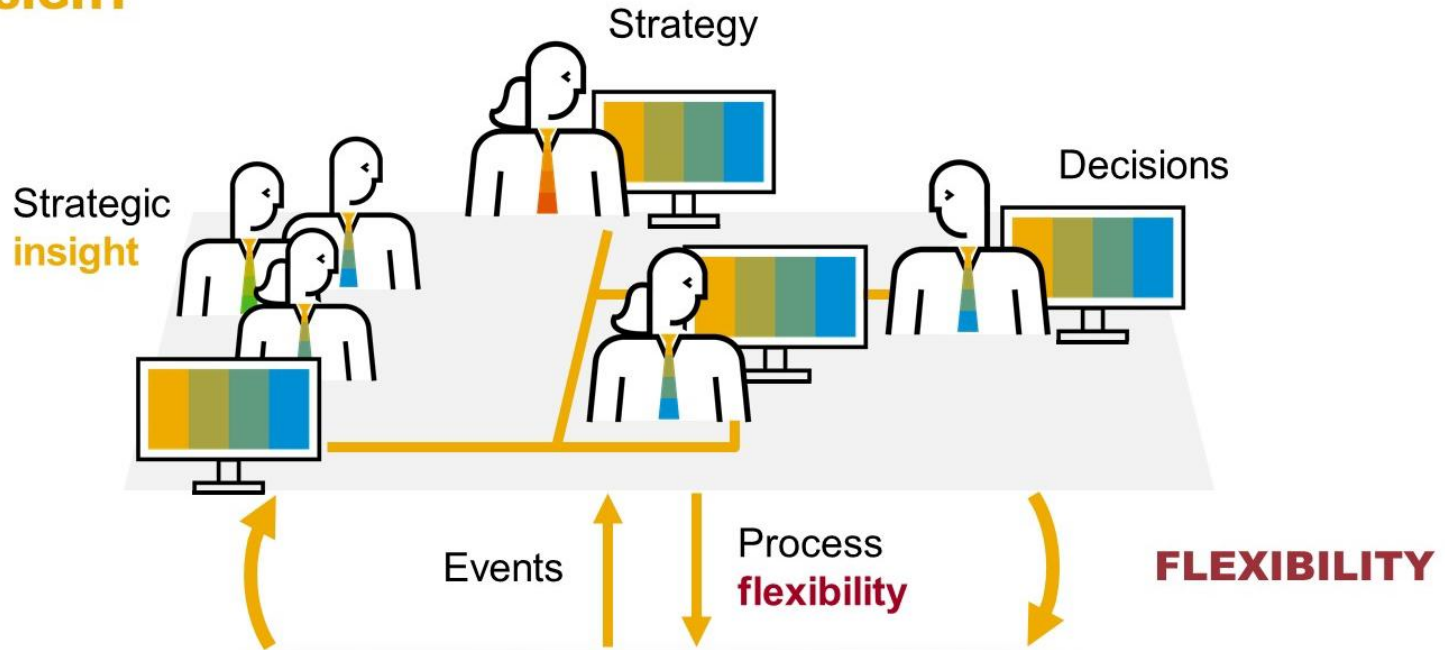 Strategy
Decisions
Strategic
insight
Events
Process
flexibility
FLEXIBILITY